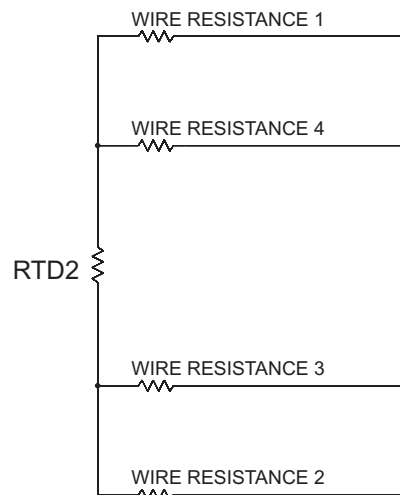 WIRE RESISTANCE 1
WIRE RESISTANCE 4
RTD2
WIRE RESISTANCE 3
WIRE RESISTANCE 2